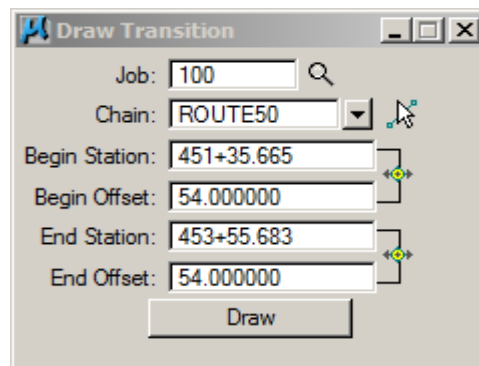 Draw Transition
Job: 100
Chain: ROUTE50
Begin Station: 451+35.665
Begin Offset: 54.000000
End Station: 453+55.683
End Offset: 54.000000
Draw